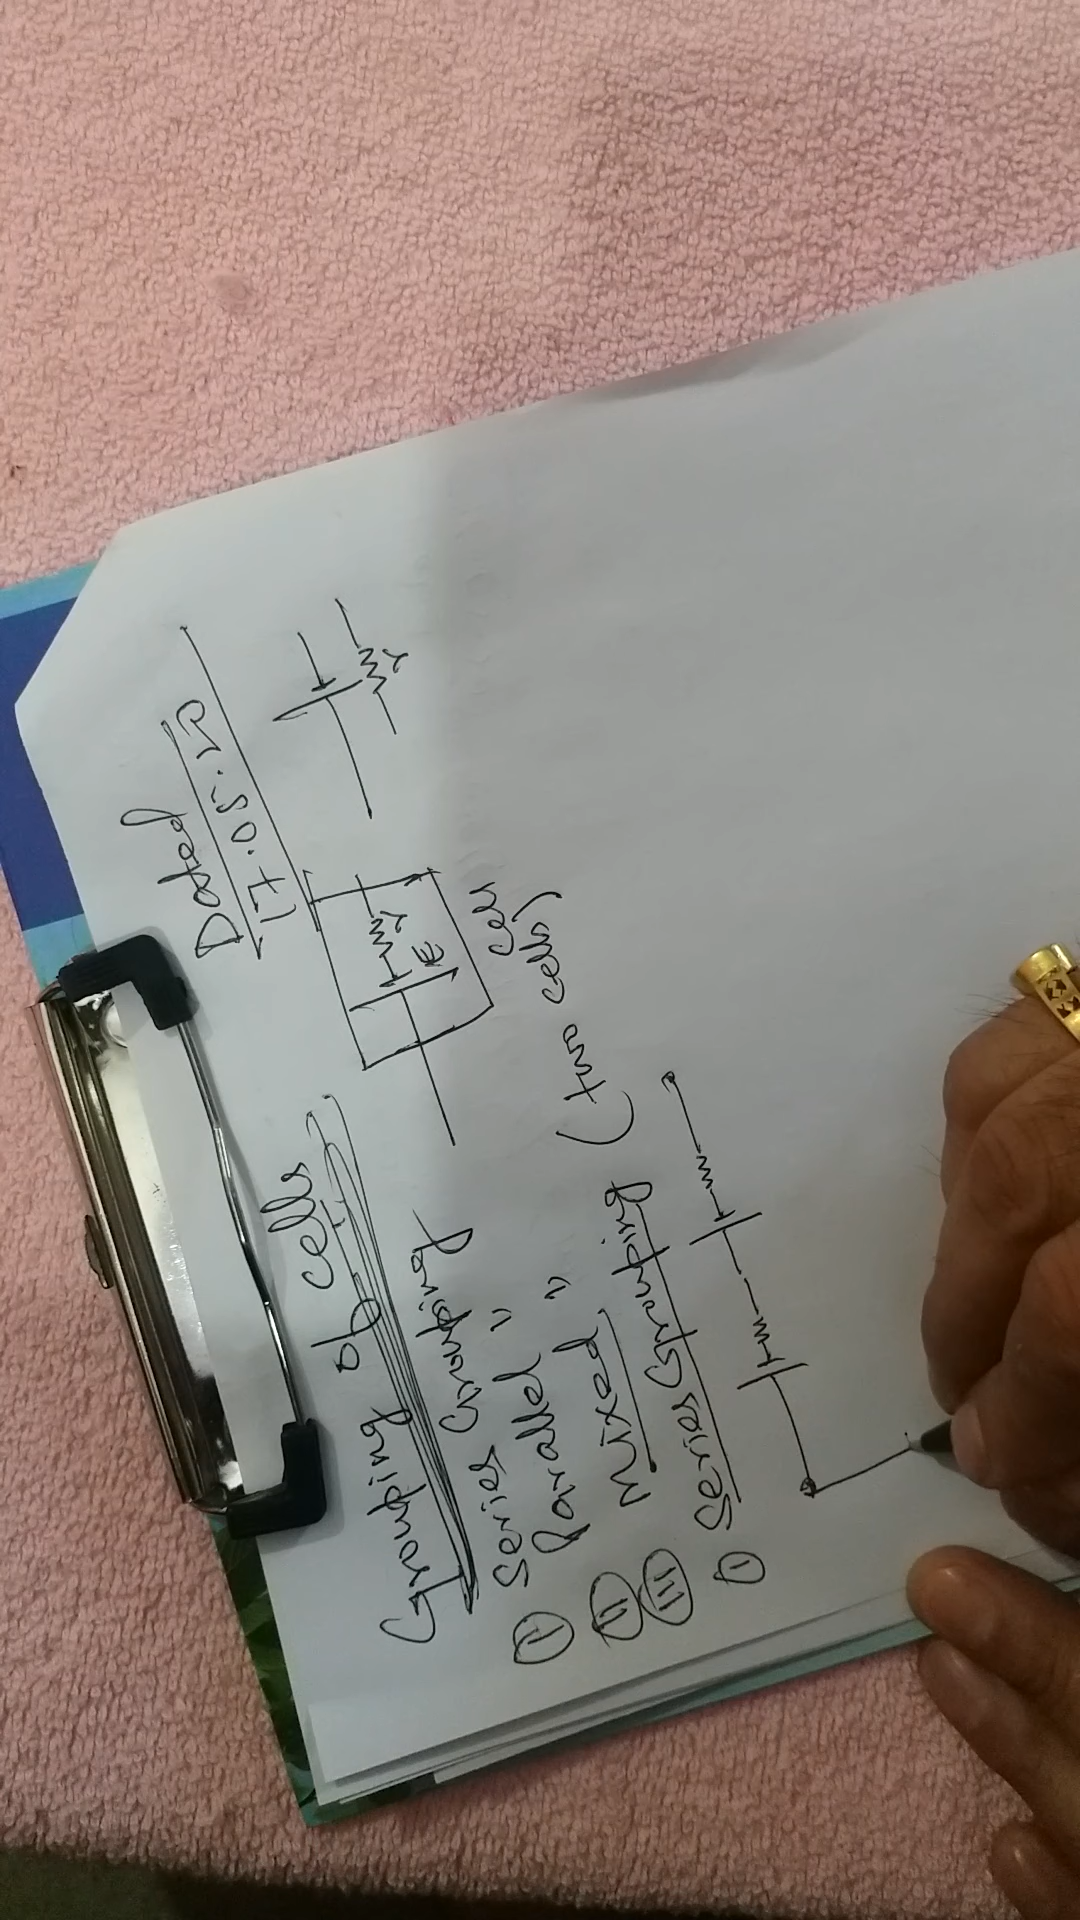 Dated
17.05.25
Grouping of Cells
r
E
r
Cell
(I) Series Grouping
(II) Parallel "
(III) Mixed "
(I) Series Grouping (two cells)